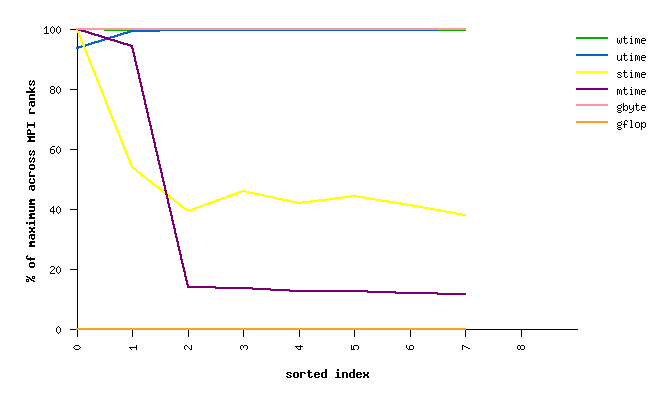 100
80
60
40
20
0
% of maximum across MPI ranks
0 1 2 3 4 5 6 7 8
sorted index
wtime
utime
stime
mtime
gbyte
gflop